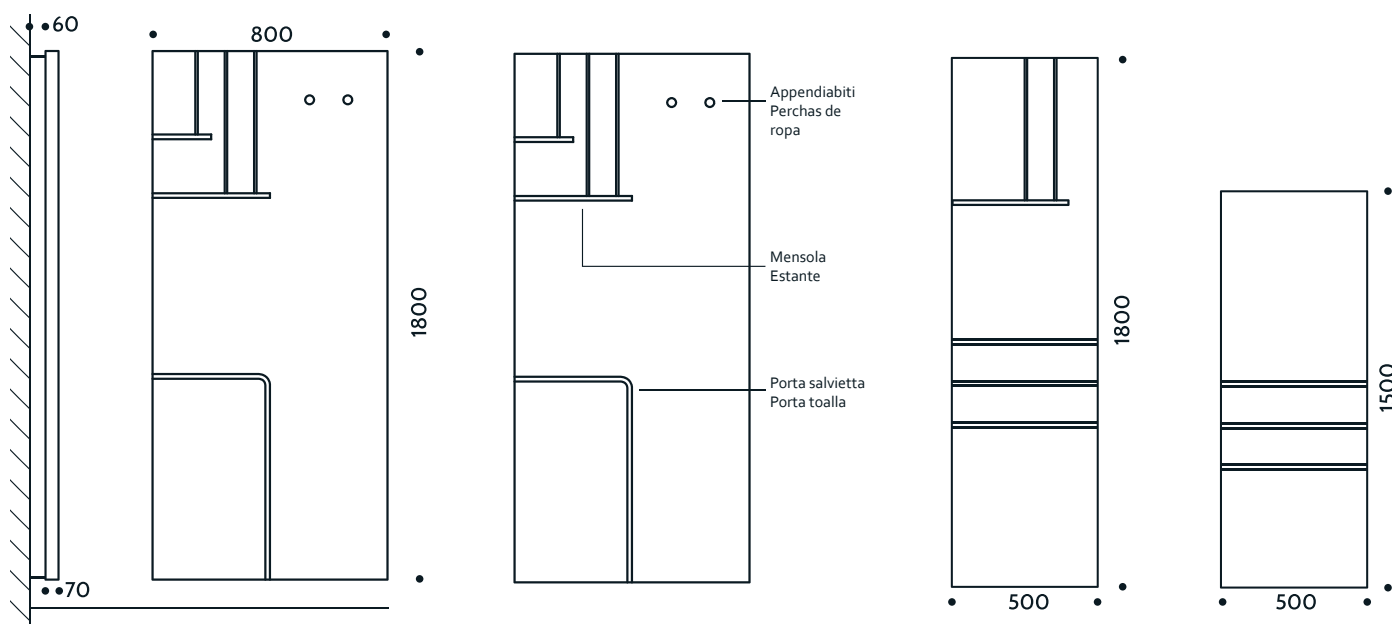 60
800
Appendiabiti
Perchas de
ropa
Mensola
Estante
1800
1800
Porta salvietta
Porta toalla
1500
70
500
500